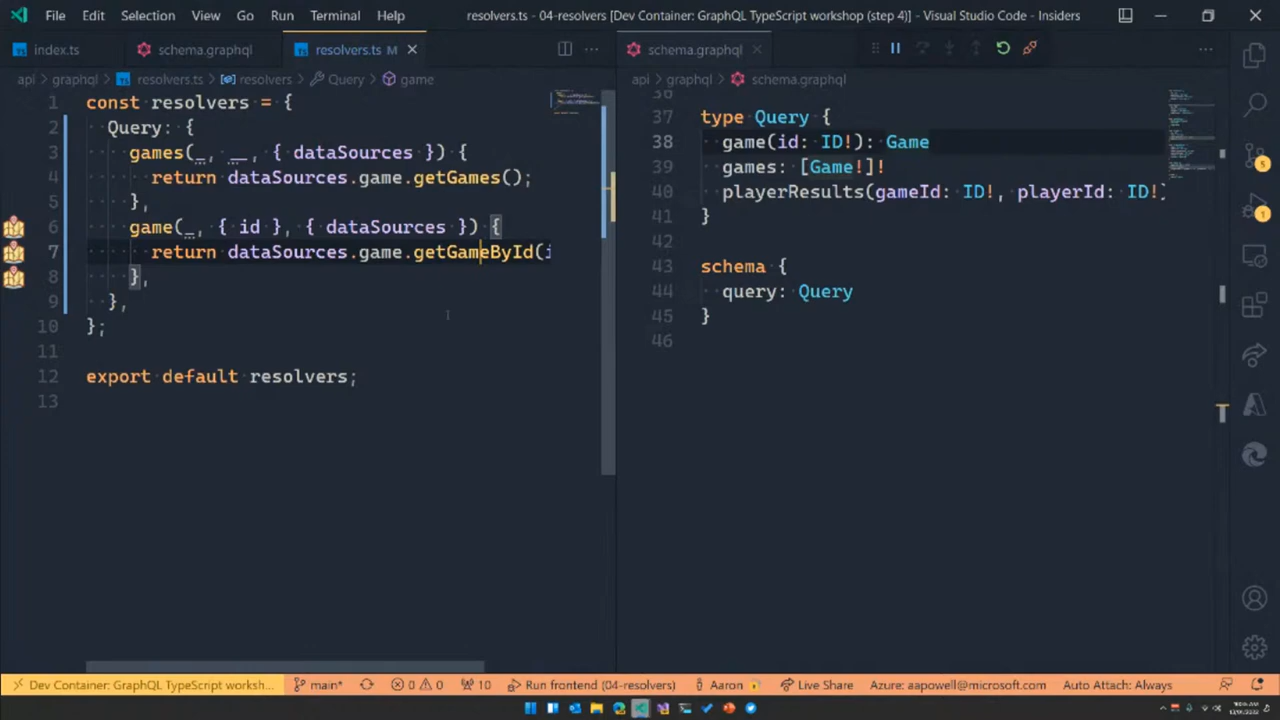 File Edit Selection View Go Run Terminal Help resolvers.ts - 04-resolvers [Dev Container: GraphQL TypeScript workshop (step 4)] - Visual Studio Code - Insiders
index.ts schema.graphql resolvers.ts M
api > graphql > resolvers.ts > resolvers > Query > game
1 const resolvers = {
2 Query: {
3 games(_, __, { dataSources }) {
4 return dataSources.game.getGames();
5 },
6 game(_, { id }, { dataSources }) {
7 return dataSources.game.getGameById(i
8 },
9 },
10 };
11
12 export default resolvers;
13
schema.graphql
api > graphql > schema.graphql
36
37 type Query {
38 game(id: ID!): Game
39 games: [Game!]!
40 playerResults(gameId: ID!, playerId: ID!
41 }
42
43 schema {
44 query: Query
45 }
46
5
1
Dev Container: GraphQL TypeScript worksh... main* 0 0 10 Run frontend (04-resolvers) Aaron Live Share Azure: aapowell@microsoft.com Auto Attach: Always